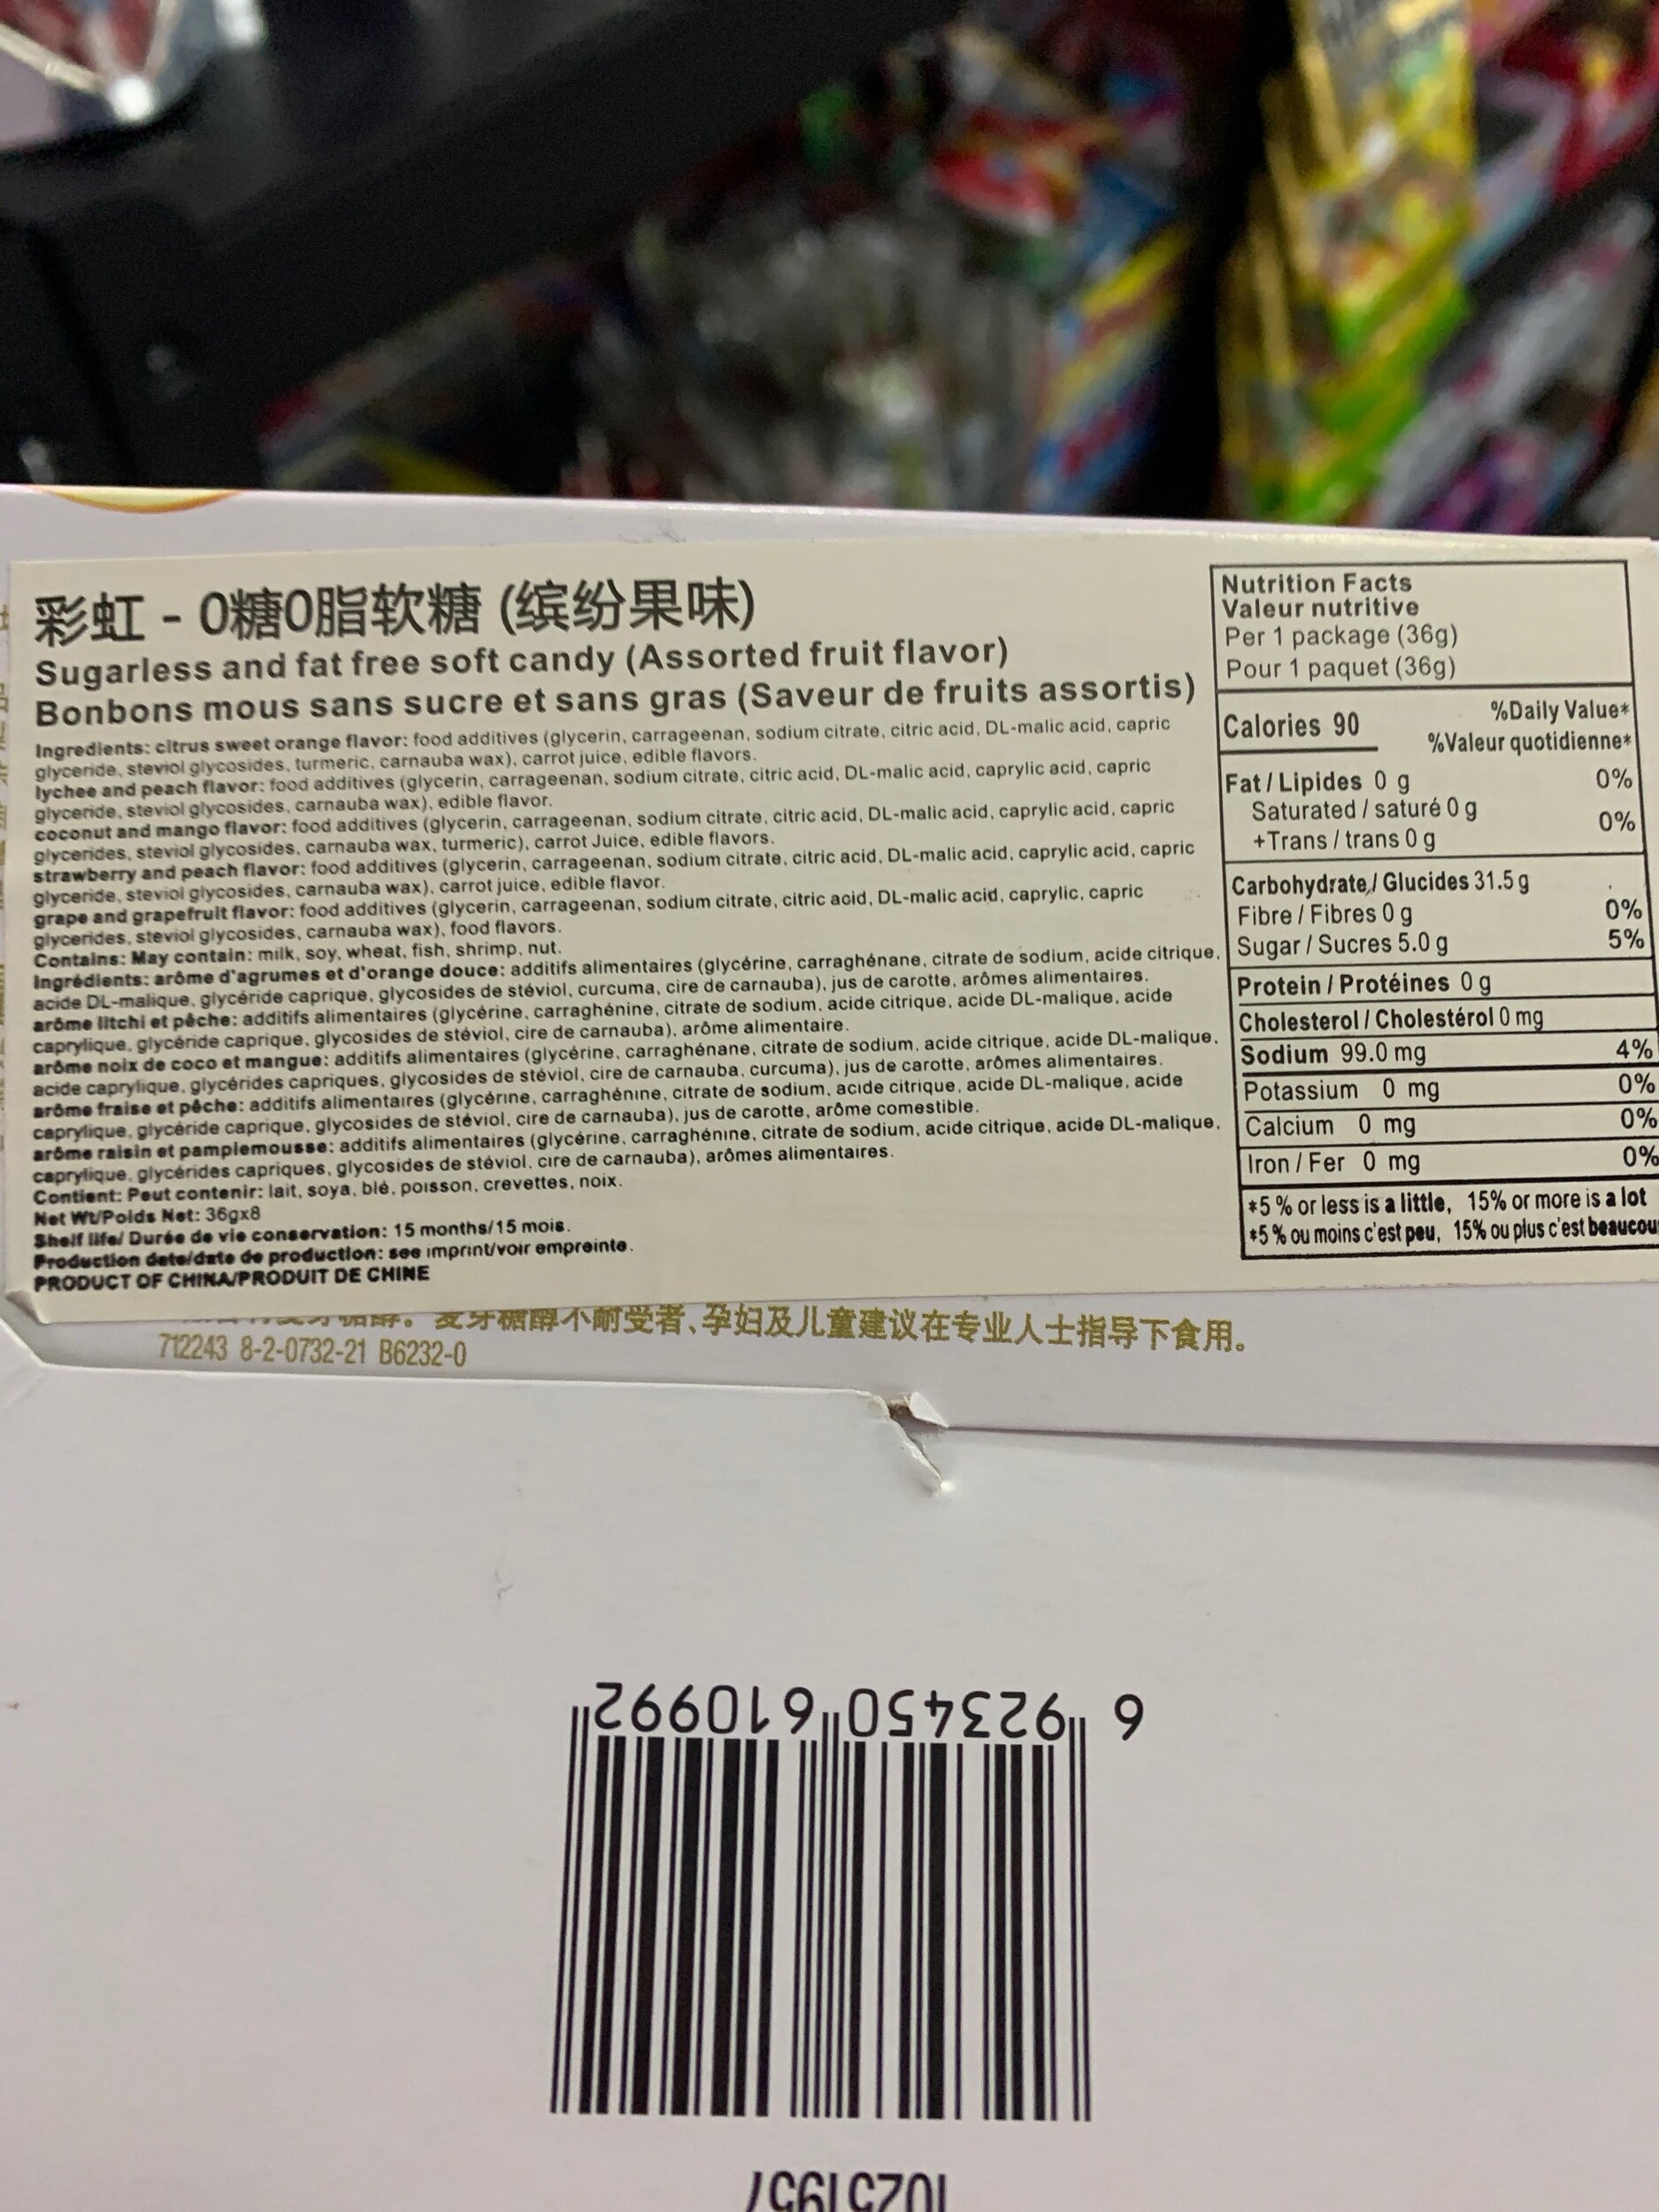 彩虹 - 0糖0脂软糖 (缤纷果味)
Sugarless and fat free soft candy (Assorted fruit flavor)
Bonbons mous sans sucre et sans gras (Saveur de fruits assortis)
Ingredients: citrus sweet orange flavor: food additives (glycerin, carrageenan, sodium citrate, citric acid, DL-malic acid, capric
glyceride, steviol glycosides, turmeric, carnauba wax), carrot juice, edible flavors.
lychee and peach flavor: food additives (glycerin, carrageenan, sodium citrate, citric acid, DL-malic acid, caprylic acid, capric
glyceride, steviol glycosides, carnauba wax), edible flavor.
coconut and mango flavor: food additives (glycerin, carrageenan, sodium citrate, citric acid, DL-malic acid, caprylic acid, capric
glycerides, steviol glycosides, carnauba wax, turmeric), carrot Juice, edible flavors.
strawberry and peach flavor: food additives (glycerin, carrageenan, sodium citrate, citric acid, DL-malic acid, caprylic acid, capric
glyceride, steviol glycosides, carnauba wax), carrot juice, edible flavor.
grape and grapefruit flavor: food additives (glycerin, carrageenan, sodium citrate, citric acid, DL-malic acid, caprylic, capric
glycerides, steviol glycosides, carnauba wax), food flavors.
Contains: May contain: milk, soy, wheat, fish, shrimp, nut.
Ingrédients: arôme d'agrumes et d'orange douce: additifs alimentaires (glycérine, carraghénane, citrate de sodium, acide citrique,
acide DL-malique, glycéride caprique, glycosides de stéviol, curcuma, cire de carnauba), jus de carotte, arômes alimentaires.
arôme litchi et pêche: additifs alimentaires (glycérine, carraghénine, citrate de sodium, acide citrique, acide DL-malique, acide
caprylique, glycéride caprique, glycosides de stéviol, cire de carnauba), arôme alimentaire.
arôme noix de coco et mangue: additifs alimentaires (glycérine, carraghénane, citrate de sodium, acide citrique, acide DL-malique,
acide caprylique, glycérides capriques, glycosides de stéviol, cire de carnauba, curcuma), jus de carotte, arômes alimentaires.
arôme fraise et pêche: additifs alimentaires (glycérine, carraghénine, citrate de sodium, acide citrique, acide DL-malique, acide
caprylique, glycéride caprique, glycosides de stéviol, cire de carnauba), jus de carotte, arôme comestible.
arôme raisin et pamplemousse: additifs alimentaires (glycérine, carraghénine, citrate de sodium, acide citrique, acide DL-malique,
caprylique, glycérides capriques, glycosides de stéviol, cire de carnauba), arômes alimentaires.
Contient: Peut contenir: lait, soya, blé, poisson, crevettes, noix.
Net Wt/Poids Net: 36gx8
Shelf life/ Durée de vie conservation: 15 months/15 mois.
Production date/date de production: see imprint/voir empreinte.
PRODUCT OF CHINA/PRODUIT DE CHINE
Nutrition Facts
Valeur nutritive
Per 1 package (36g)
Pour 1 paquet (36g)
Calories 90
%Daily Value*
%Valeur quotidienne*
Fat / Lipides 0 g 0%
Saturated / saturé 0 g
+Trans / trans 0 g 0%
Carbohydrate / Glucides 31.5 g
Fibre / Fibres 0 g 0%
Sugar / Sucres 5.0 g 5%
Protein / Protéines 0 g
Cholesterol / Cholestérol 0 mg
Sodium 99.0 mg 4%
Potassium 0 mg 0%
Calcium 0 mg 0%
Iron / Fer 0 mg 0%
*5 % or less is a little, 15% or more is a lot
*5 % ou moins c'est peu, 15% ou plus c'est beaucou
麦芽糖醇不耐受者、孕妇及儿童建议在专业人士指导下食用。
712243 8-2-0732-21 B6232-0
6 923450 610992